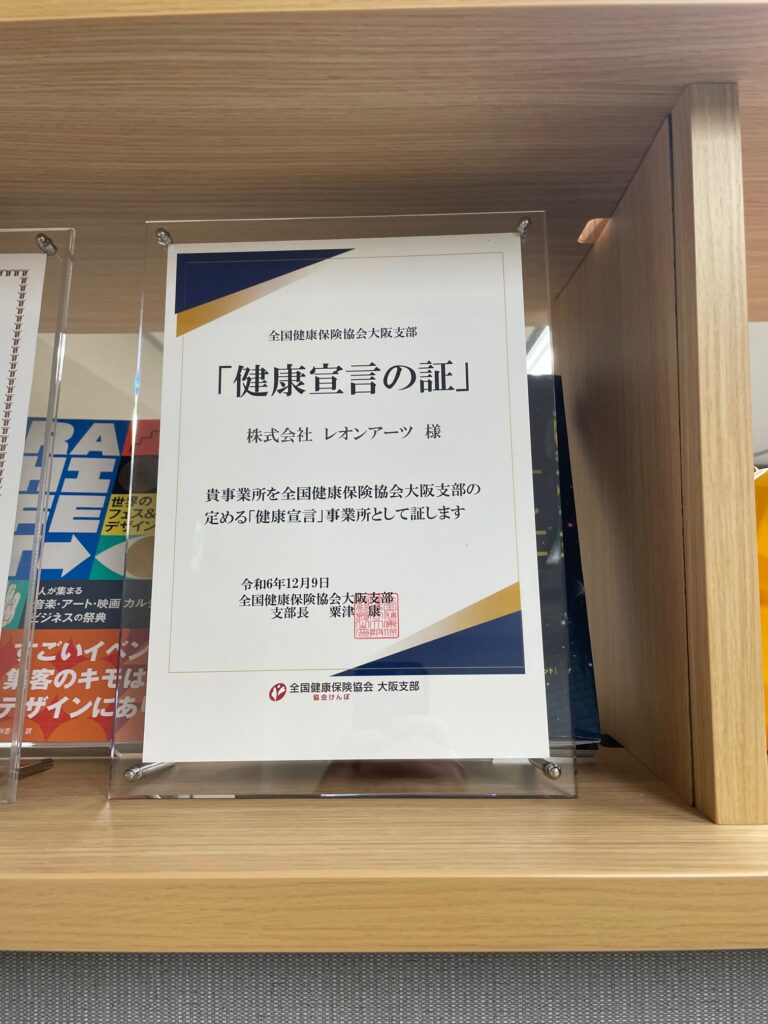 全国健康保険協会大阪支部
「健康宣言の証」
株式会社 レオンアーツ 様
貴事業所を全国健康保険協会大阪支部の
定める「健康宣言」事業所として証します
令和6年12月9日
全国健康保険協会大阪支部
支部長 粟津 康
全国健康保険協会 大阪支部
協会けんぽ
世界の
フェス&
デザイン
人が集まる
音楽・アート・映画 カル
ビジネスの祭典
すごいイベン
集客のキモは
デザインにあ